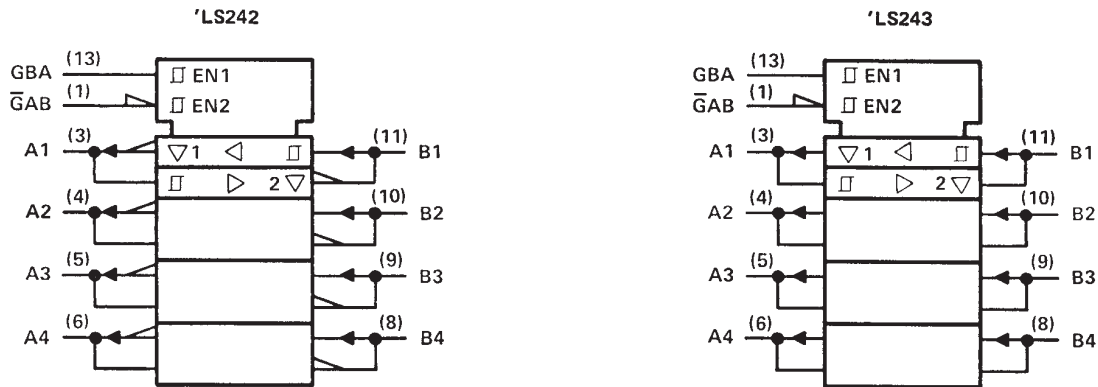 'LS242
GBA (13) EN1
G̅AB (1) EN2
A1 (3) 1 (11) B1
2
A2 (4) (10) B2
A3 (5) (9) B3
A4 (6) (8) B4
'LS243
GBA (13) EN1
G̅AB (1) EN2
A1 (3) 1 (11) B1
2
A2 (4) (10) B2
A3 (5) (9) B3
A4 (6) (8) B4